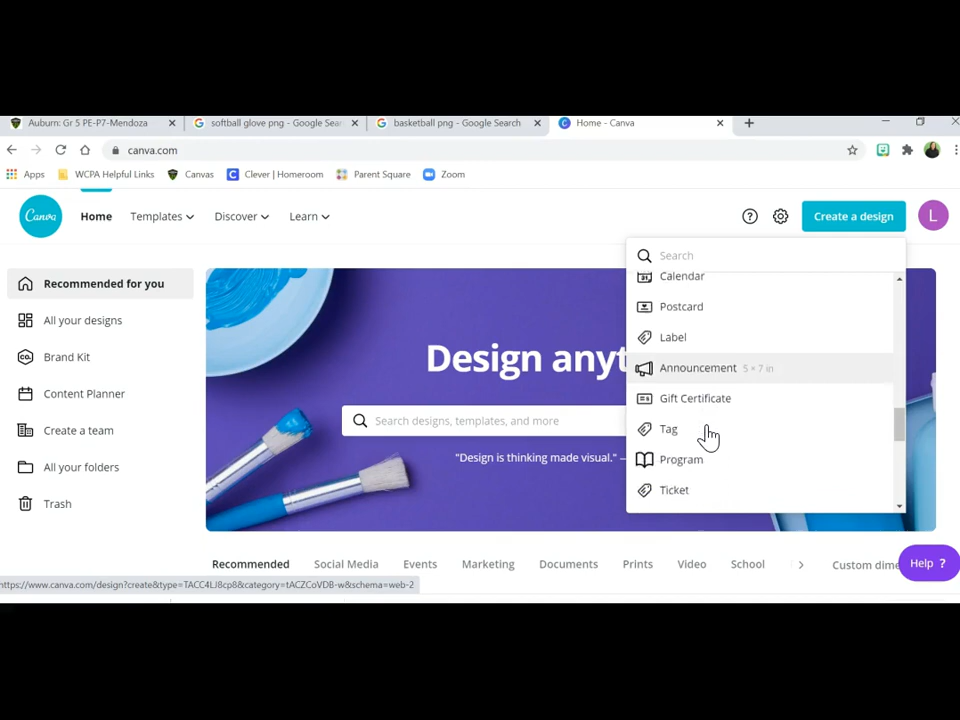 Auburn: Gr 5 PE-P7-Mendoza
softball glove png - Google Sea
basketball png - Google Search
Home - Canva
canva.com
Apps
WCPA Helpful Links
Canvas
Clever | Homeroom
Parent Square
Zoom
Canva
Home
Templates
Discover
Learn
?
Create a design
L
Search
Recommended for you
All your designs
CO.
Brand Kit
Content Planner
Create a team
All your folders
Trash
Design anyt
Search designs, templates, and more
"Design is thinking made visual." –
Calendar
Postcard
Label
Announcement 5 × 7 in
Gift Certificate
Tag
Program
Ticket
Recommended
Social Media
Events
Marketing
Documents
Prints
Video
School
Custom dime
Help ?
https://www.canva.com/design?create&type=TACC4LJ8cp8&category=tACZCoVDB-w&schema=web-2